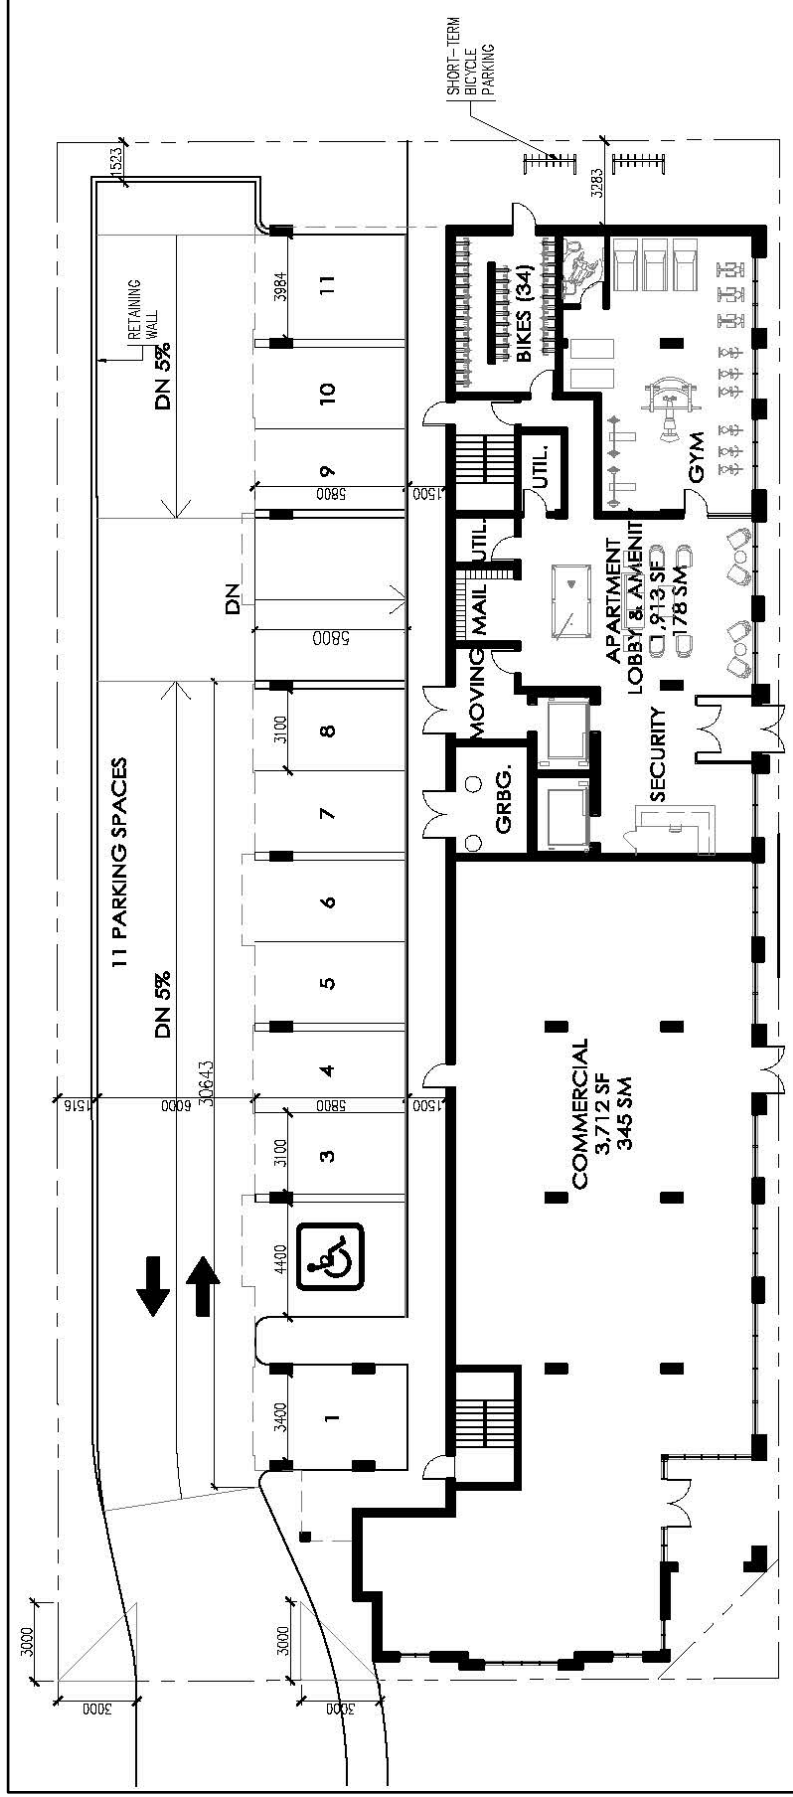 SHORT-TERM
BICYCLE
PARKING
1523
3283
RETAINING
WALL
DN 5%
3984
11
10
9
5800
1500
BIKES (34)
UTIL.
GYM
DN
5800
UTIL.
MAIL
MOVING
APARTMENT
LOBBY & AMENIT
1,913 SF
178 SM
SECURITY
GRBG.
11 PARKING SPACES
3100
8
7
6
5
4
3
DN 5%
30643
1516
6000
5800
1500
3100
4400
3400
1
COMMERCIAL
3,712 SF
345 SM
3000
3000
3000